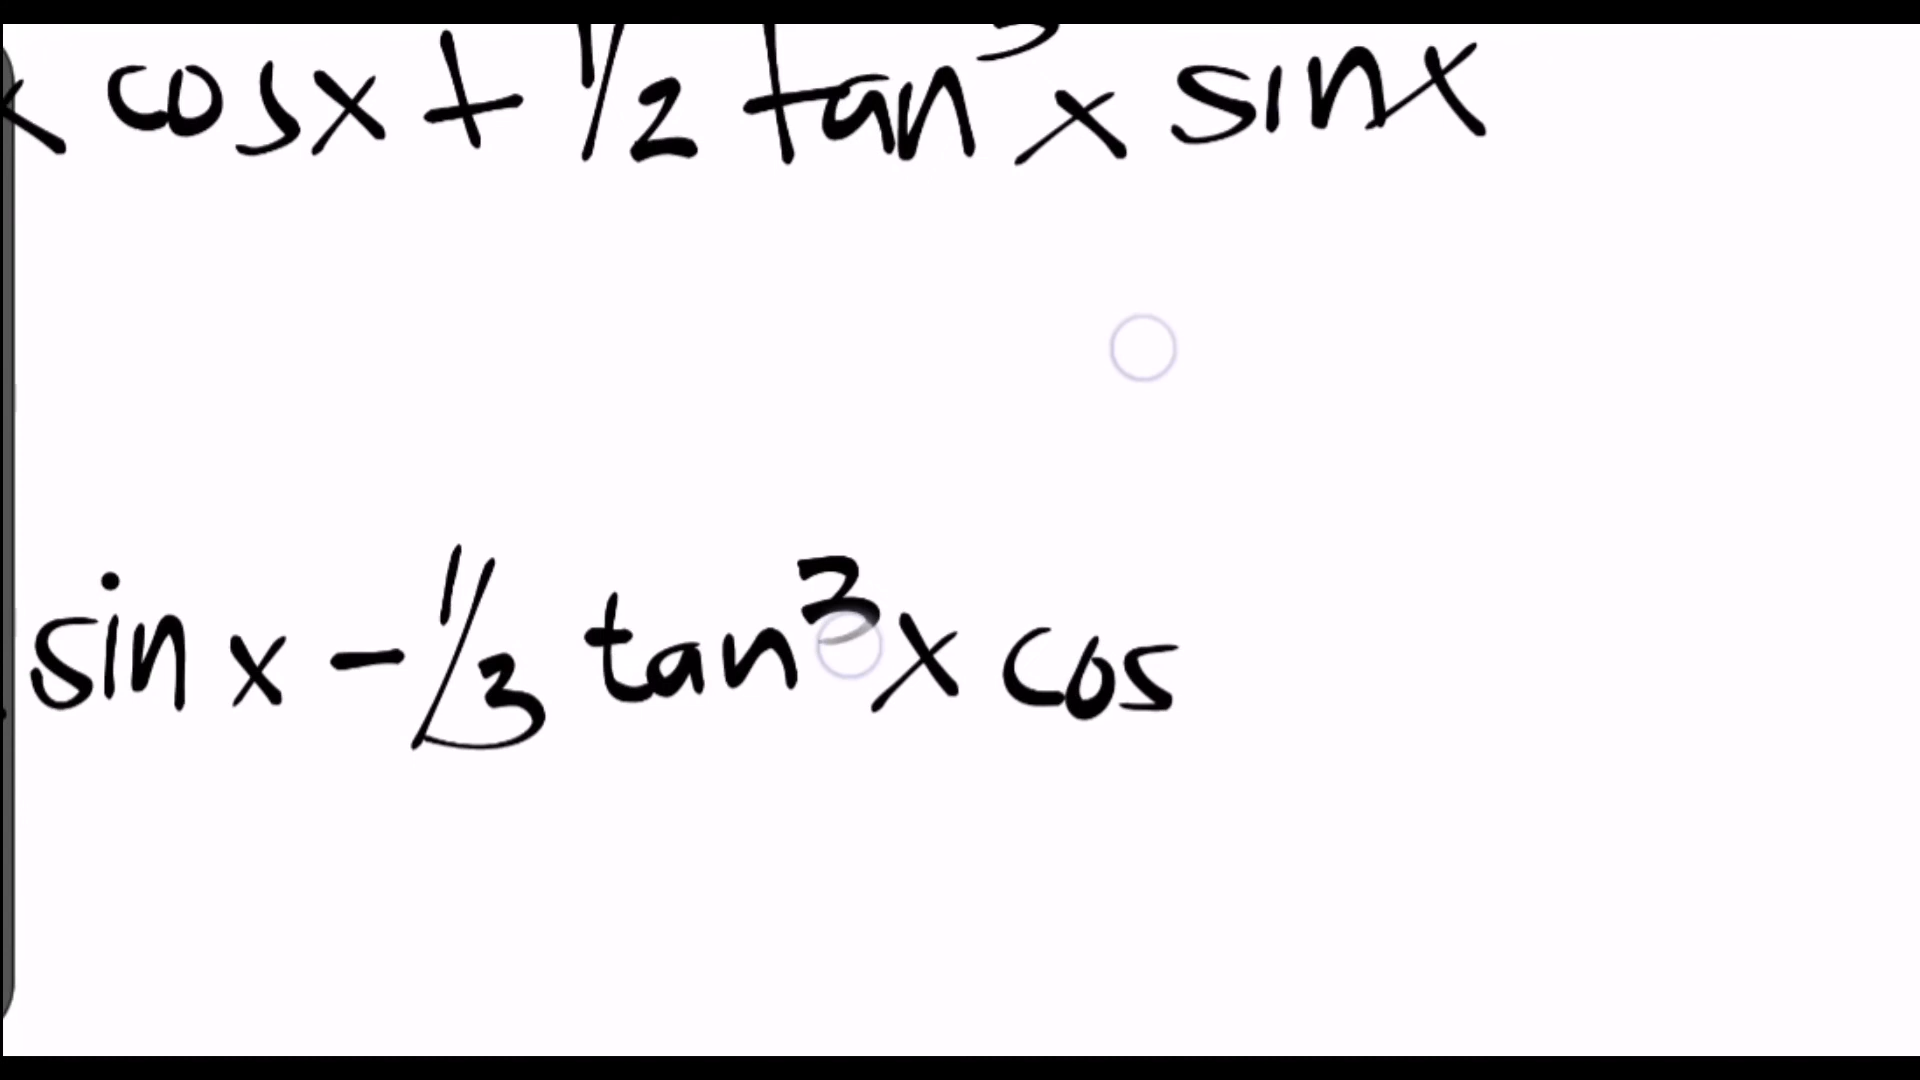 x cosx + 1/2 tan³x sinx
sin x - 1/3 tan³x cos